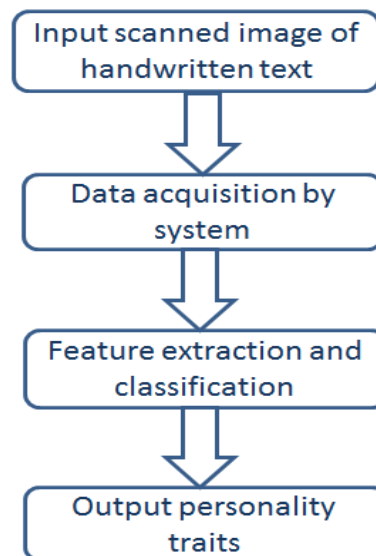 Input scanned image of
handwritten text
Data acquisition by
system
Feature extraction and
classification
Output personality
traits